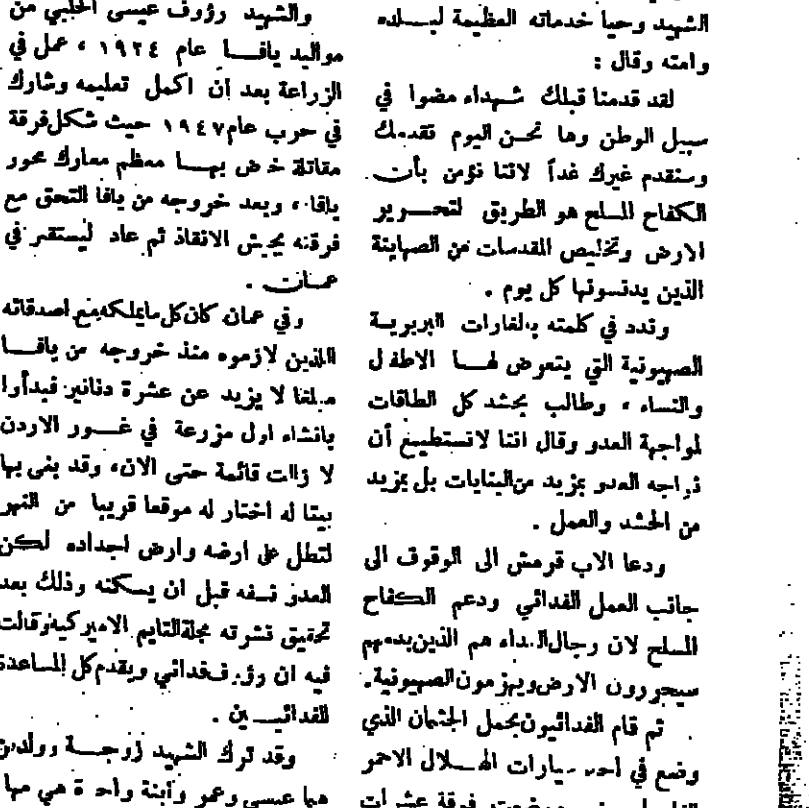 الشهيد وحيا خدماته العظيمة لبلده
وامته وقال :
لقد قدمنا قبلك شهداء مضوا في
سبيل الوطن وها نحن اليوم نقدمك
وسنقدم غيرك غداً لاننا نؤمن بأن
الكفاح المسلح هو الطريق لتحرير
الارض وتخليص المقدسات من الصهاينة
الذين يدنسونها كل يوم .
وندد في كلمته بالغارات البربرية
الصهيونية التي يتعرض لها الاطفال
والنساء ، وطالب بحشد كل الطاقات
لمواجهة العدو وقال اننا لانستطيع أن
نواجه العدو بمزيد من البنايات بل بمزيد
من الحشد والعمل .
ودعا الاب قرمش الى الوقوف الى
جانب العمل الفدائي ودعم الكفاح
المسلح لان رجال الفداء هم الذين بدمهم
سيحررون الارض ويهزمون الصهيونية.
ثم قام الفدائيون بحمل الجثمان الذي
وضع في احد سيارات الهلال الاحمر
فوقه عشرات
والشهيد رؤوف عيسى الحلبي من
مواليد يافا عام ١٩٢٤ ، عمل في
الزراعة بعد ان اكمل تعليمه وشارك
في حرب عام ١٩٤٧ حيث شكل فرقة
مقاتلة خاض بها معظم معارك محور
يافا ، وبعد خروجه من يافا التحق مع
فرقته بجيش الانقاذ ثم عاد ليستقر في
عمان .
وفي عمان كان كل مايملكه مع اصدقائه
اللذين لازموه منذ خروجه من يافا
مبلغا لا يزيد عن عشرة دنانير فبدأوا
بانشاء اول مزرعة في غور الاردن
لا زالت قائمة حتى الان، وقد بنى بها
بيتا له اختار له موقعا قريبا من النهر
لتطل على ارضه وارض اجداده لكن
العدو نسفه قبل ان يسكنه وذلك بعد
تحقيق نشرته مجلة التايم الاميركية وقالت
فيه ان رؤوف فدائي ويقدم كل المساعدة
للفدائيين .
وقد ترك الشهيد زوجة وولدين
هما عيسى وعمر وابنة واحدة هي مها